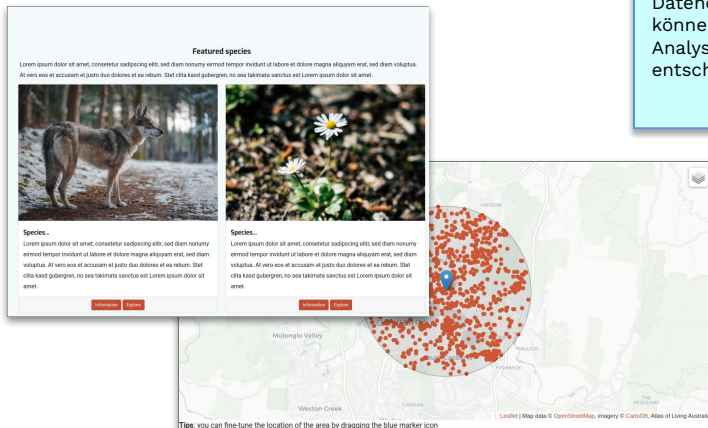 Featured species
Lorem ipsum dolor sit amet, consetetur sadipscing elitr, sed diam nonumy eirmod tempor invidunt ut labore et dolore magna aliquyam erat, sed diam voluptua.
At vero eos et accusam et justo duo dolores et ea rebum. Stet clita kasd gubergren, no sea takimata sanctus est Lorem ipsum dolor sit amet.
Species...
Lorem ipsum dolor sit amet, consetetur sadipscing elitr, sed diam nonumy
eirmod tempor invidunt ut labore et dolore magna aliquyam erat, sed diam
voluptua. At vero eos et accusam et justo duo dolores et ea rebum. Stet
clita kasd gubergren, no sea takimata sanctus est Lorem ipsum dolor sit
amet.
Information
Explore
Species...
Lorem ipsum dolor sit amet, consetetur sadipscing elitr, sed diam nonumy
eirmod tempor invidunt ut labore et dolore magna aliquyam erat, sed diam
voluptua. At vero eos et accusam et justo duo dolores et ea rebum. Stet
clita kasd gubergren, no sea takimata sanctus est Lorem ipsum dolor sit
amet.
Information
Explore
können
Analys
entsch
WATSON
Molonglo Valley
FYSHWICK
THE
RIDGEWAY
Weston Creek
Leaflet | Map data © OpenStreetMap, imagery © CartoDB, Atlas of Living Australia
Tips: you can fine-tune the location of the area by dragging the blue marker icon